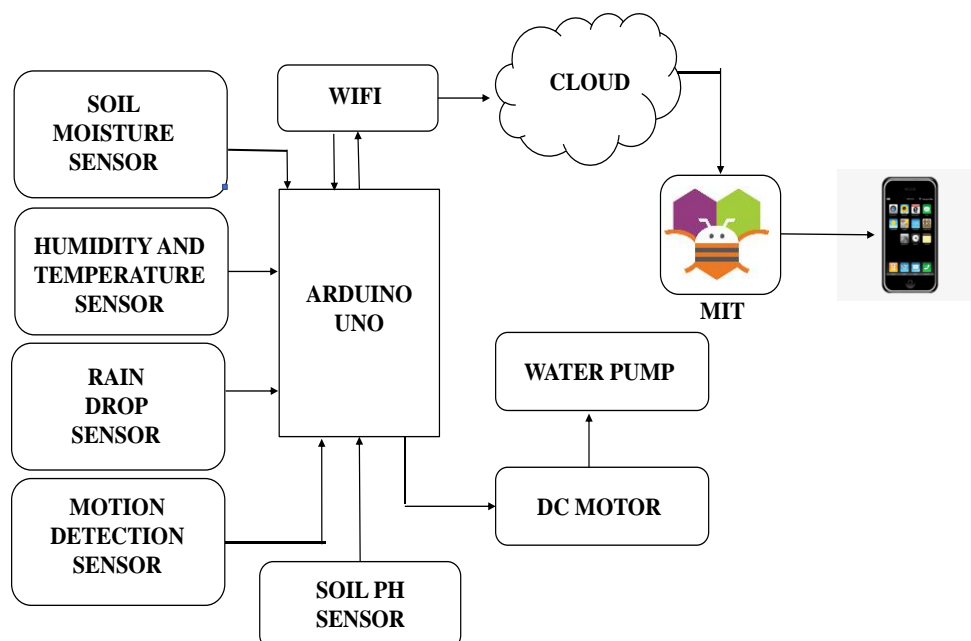 SOIL
MOISTURE
SENSOR
WIFI
CLOUD
HUMIDITY AND
TEMPERATURE
SENSOR
ARDUINO
UNO
MIT
RAIN
DROP
SENSOR
WATER PUMP
MOTION
DETECTION
SENSOR
DC MOTOR
SOIL PH
SENSOR